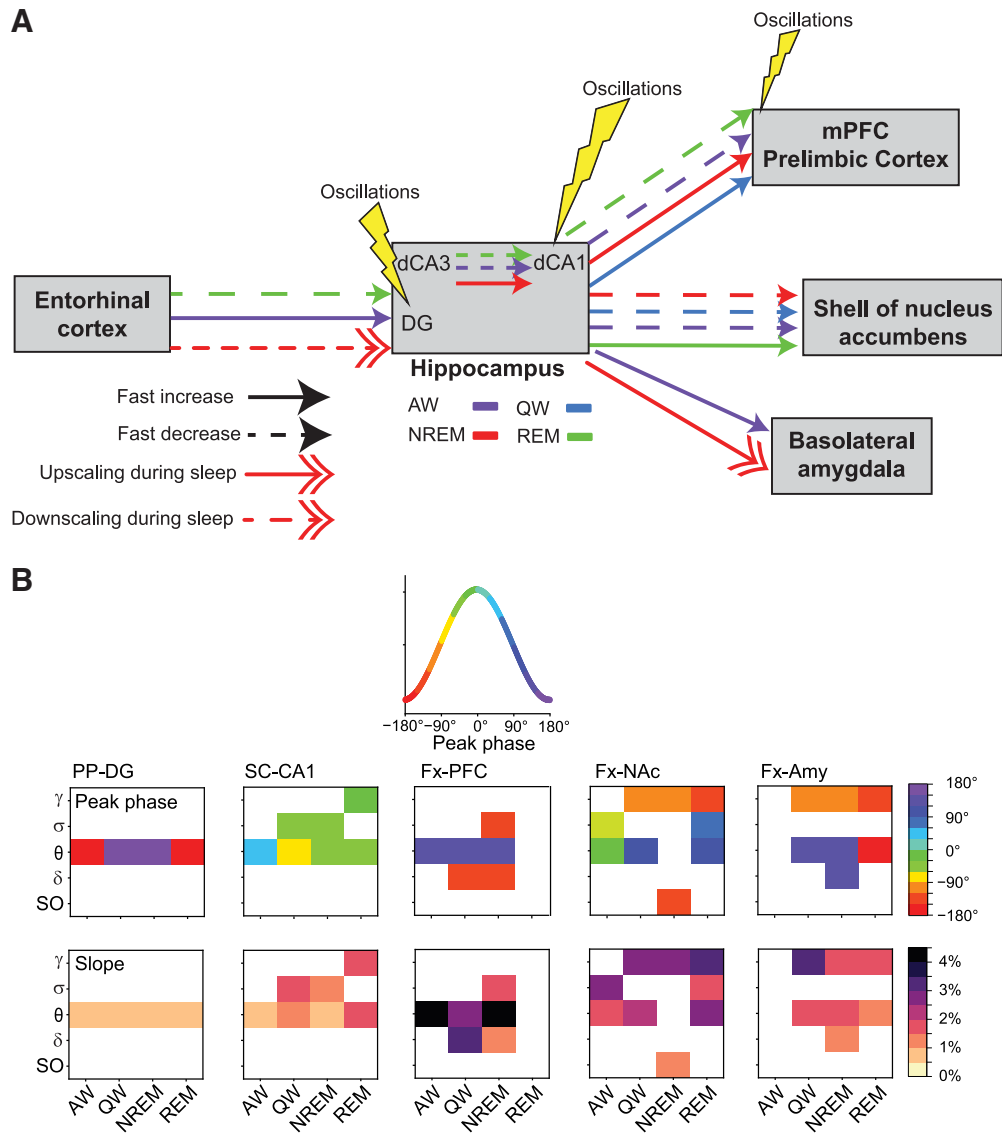 A
Oscillations
Oscillations
Oscillations
mPFC
Prelimbic Cortex
dCA3
dCA1
DG
Entorhinal
cortex
Hippocampus
Shell of nucleus
accumbens
Basolateral
amygdala
AW
QW
NREM
REM
Fast increase
Fast decrease
Upscaling during sleep
Downscaling during sleep
B
−180° −90° 0° 90° 180°
Peak phase
PP-DG
SC-CA1
Fx-PFC
Fx-NAc
Fx-Amy
γ
σ
θ
δ
SO
Peak phase
180°
90°
0°
−90°
−180°
γ
σ
θ
δ
SO
Slope
4%
3%
2%
1%
0%
AW QW NREM REM
AW QW NREM REM
AW QW NREM REM
AW QW NREM REM
AW QW NREM REM